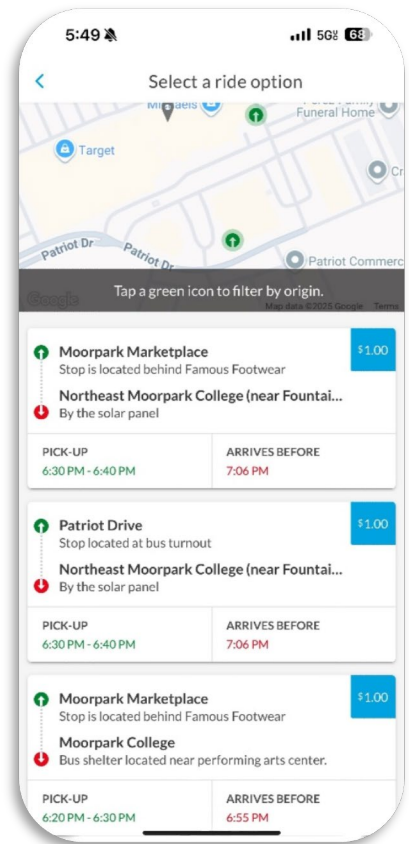 5:49
5G
68
Select a ride option
Michaels
Funeral Home
Target
Cr
Patriot Dr
Patriot Dr
Patriot Commerc
Tap a green icon to filter by origin.
Google
Map data ©2025 Google Terms
Moorpark Marketplace
$1.00
Stop is located behind Famous Footwear
Northeast Moorpark College (near Fountai...
By the solar panel
PICK-UP ARRIVES BEFORE
6:30 PM - 6:40 PM 7:06 PM
Patriot Drive
$1.00
Stop located at bus turnout
Northeast Moorpark College (near Fountai...
By the solar panel
PICK-UP ARRIVES BEFORE
6:30 PM - 6:40 PM 7:06 PM
Moorpark Marketplace
$1.00
Stop is located behind Famous Footwear
Moorpark College
Bus shelter located near performing arts center.
PICK-UP ARRIVES BEFORE
6:20 PM - 6:30 PM 6:55 PM